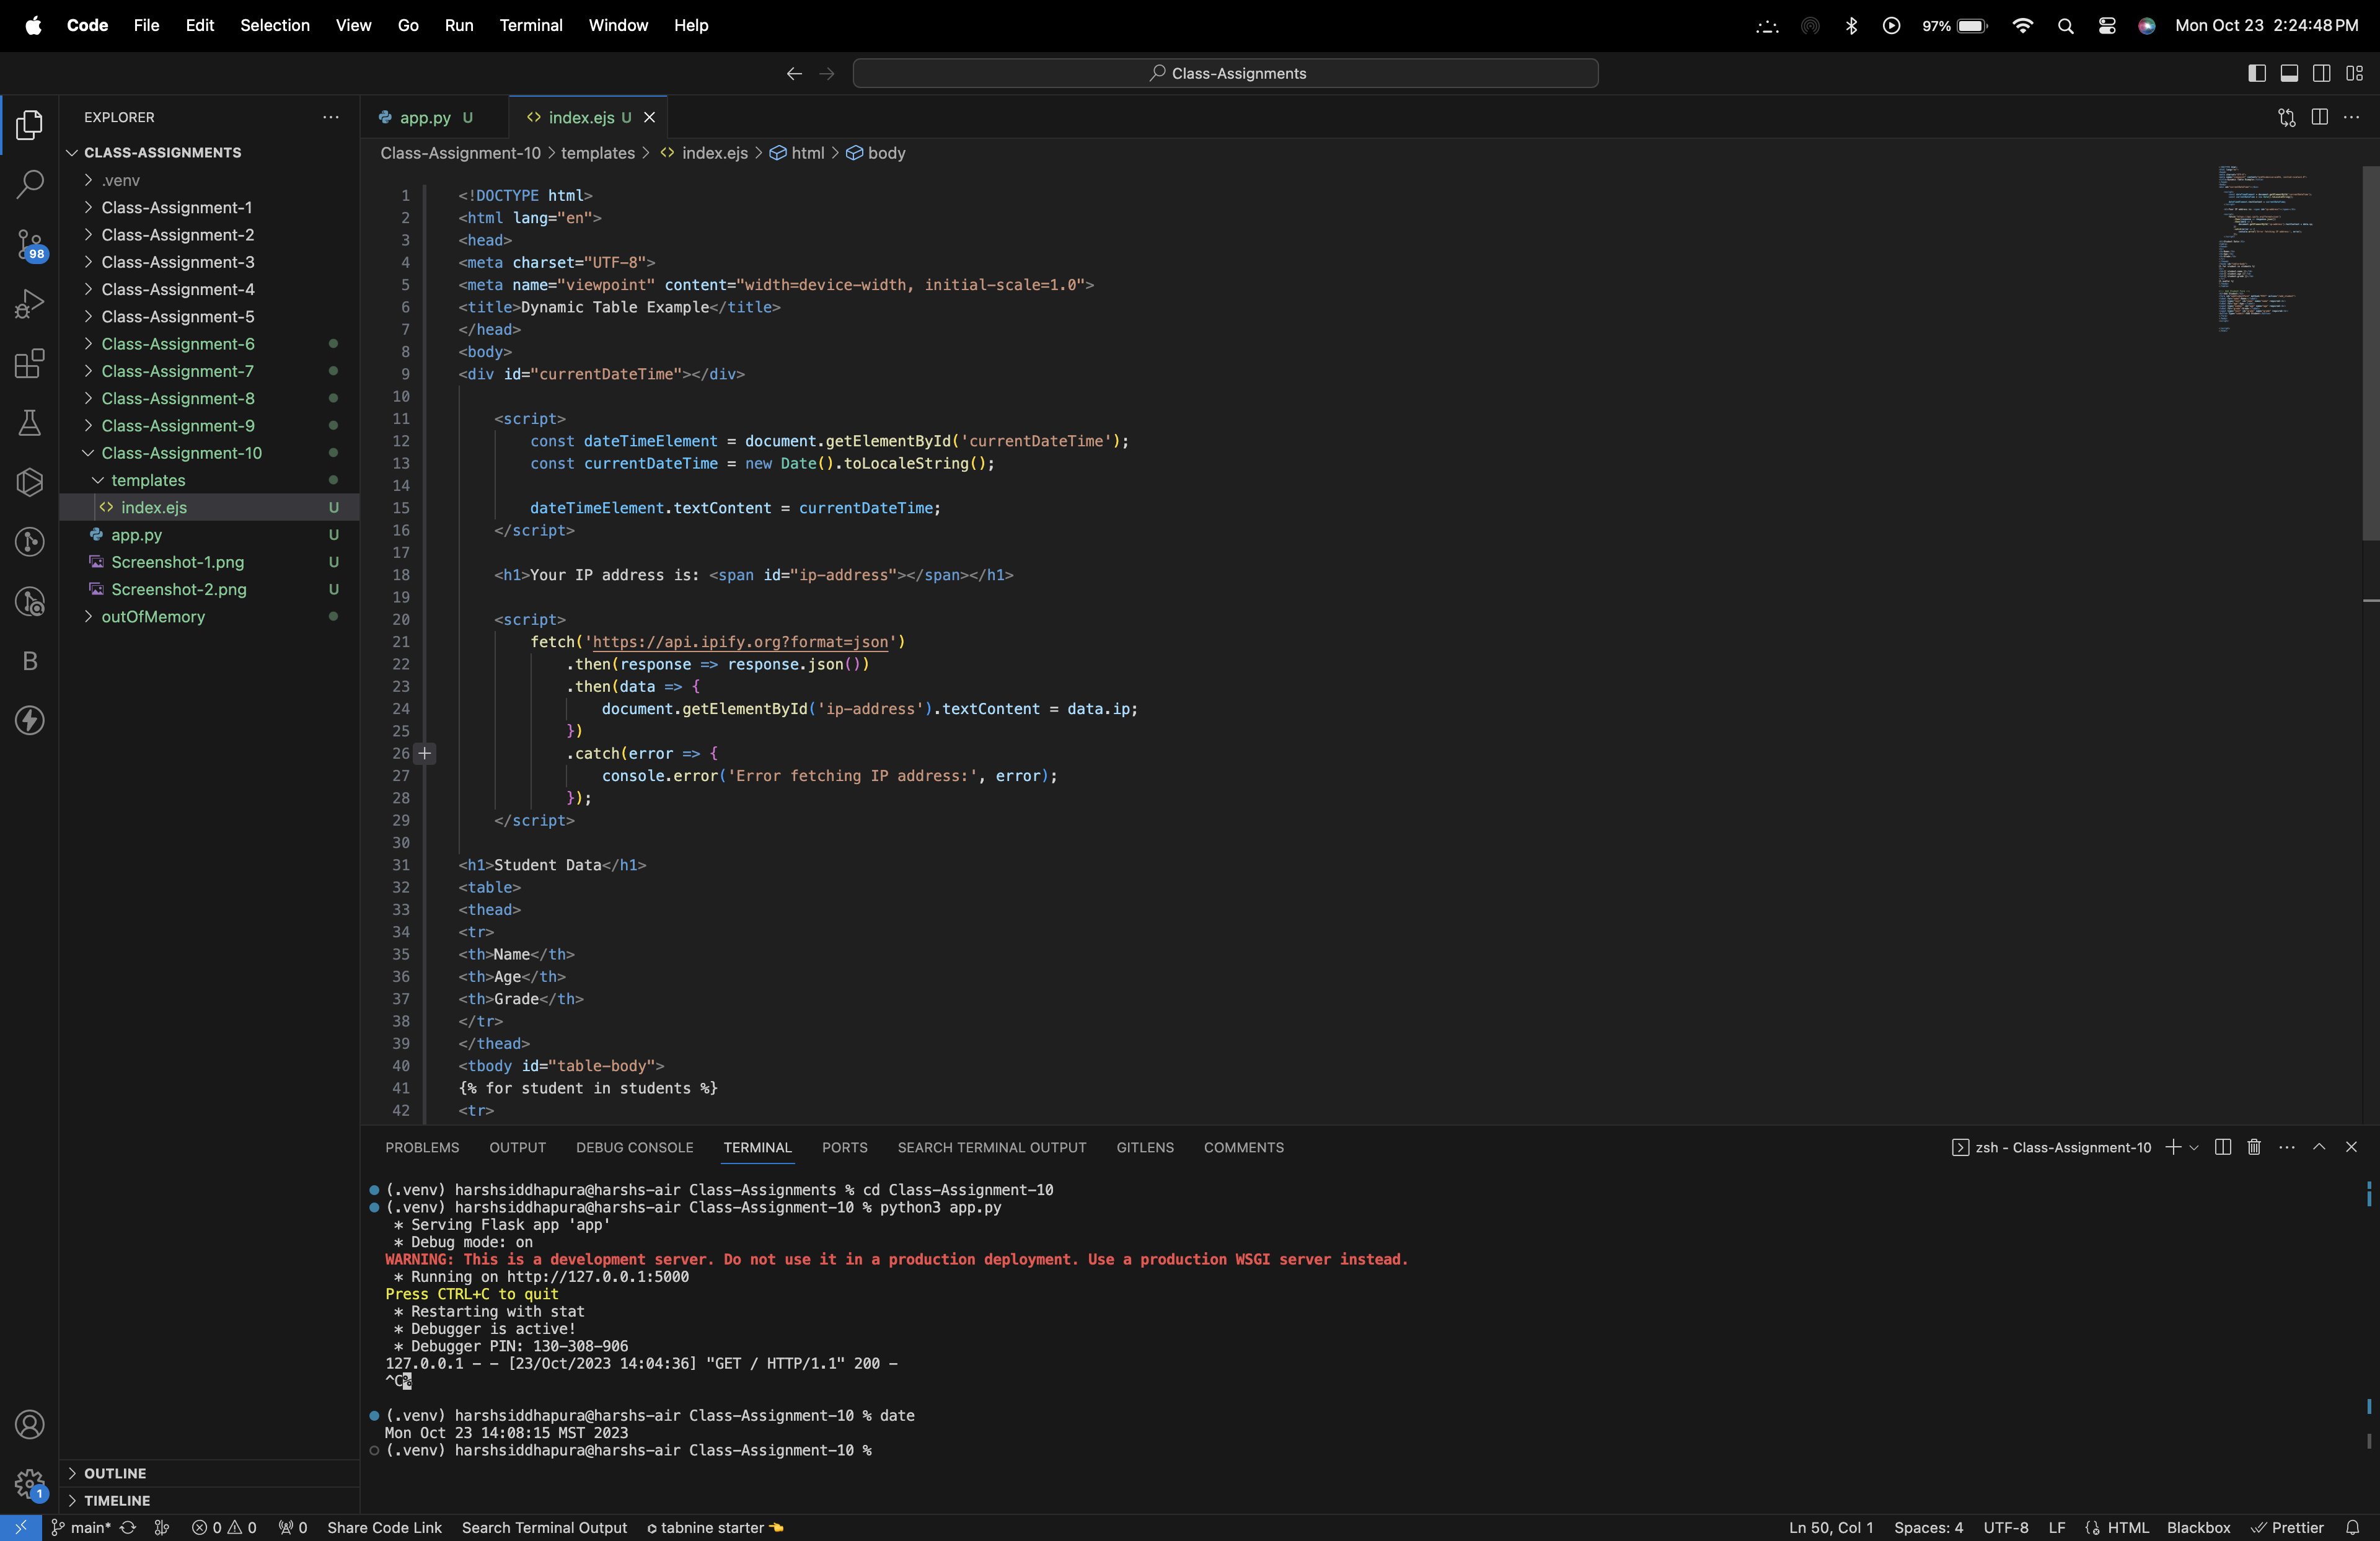 Code File Edit Selection View Go Run Terminal Window Help 97% Mon Oct 23 2:24:48 PM
Class-Assignments
EXPLORER
CLASS-ASSIGNMENTS
.venv
Class-Assignment-1
Class-Assignment-2
Class-Assignment-3
Class-Assignment-4
Class-Assignment-5
Class-Assignment-6
Class-Assignment-7
Class-Assignment-8
Class-Assignment-9
Class-Assignment-10
templates
index.ejs U
app.py U
Screenshot-1.png U
Screenshot-2.png U
outOfMemory
98
B
1
OUTLINE
TIMELINE
app.py U index.ejs U
Class-Assignment-10 > templates > index.ejs > html > body
1 <!DOCTYPE html>
2 <html lang="en">
3 <head>
4 <meta charset="UTF-8">
5 <meta name="viewpoint" content="width=device-width, initial-scale=1.0">
6 <title>Dynamic Table Example</title>
7 </head>
8 <body>
9 <div id="currentDateTime"></div>
10
11 <script>
12 const dateTimeElement = document.getElementById('currentDateTime');
13 const currentDateTime = new Date().toLocaleString();
14
15 dateTimeElement.textContent = currentDateTime;
16 </script>
17
18 <h1>Your IP address is: <span id="ip-address"></span></h1>
19
20 <script>
21 fetch('https://api.ipify.org?format=json')
22 .then(response => response.json())
23 .then(data => {
24 document.getElementById('ip-address').textContent = data.ip;
25 })
26 .catch(error => {
27 console.error('Error fetching IP address:', error);
28 });
29 </script>
30
31 <h1>Student Data</h1>
32 <table>
33 <thead>
34 <tr>
35 <th>Name</th>
36 <th>Age</th>
37 <th>Grade</th>
38 </tr>
39 </thead>
40 <tbody id="table-body">
41 {% for student in students %}
42 <tr>
PROBLEMS OUTPUT DEBUG CONSOLE TERMINAL PORTS SEARCH TERMINAL OUTPUT GITLENS COMMENTS zsh - Class-Assignment-10
(.venv) harshsiddhapura@harshs-air Class-Assignments % cd Class-Assignment-10
(.venv) harshsiddhapura@harshs-air Class-Assignment-10 % python3 app.py
* Serving Flask app 'app'
* Debug mode: on
WARNING: This is a development server. Do not use it in a production deployment. Use a production WSGI server instead.
* Running on http://127.0.0.1:5000
Press CTRL+C to quit
* Restarting with stat
* Debugger is active!
* Debugger PIN: 130-308-906
127.0.0.1 - - [23/Oct/2023 14:04:36] "GET / HTTP/1.1" 200 -
^C%
(.venv) harshsiddhapura@harshs-air Class-Assignment-10 % date
Mon Oct 23 14:08:15 MST 2023
(.venv) harshsiddhapura@harshs-air Class-Assignment-10 %
main* 0 0 0 Share Code Link Search Terminal Output tabnine starter Ln 50, Col 1 Spaces: 4 UTF-8 LF HTML Blackbox Prettier